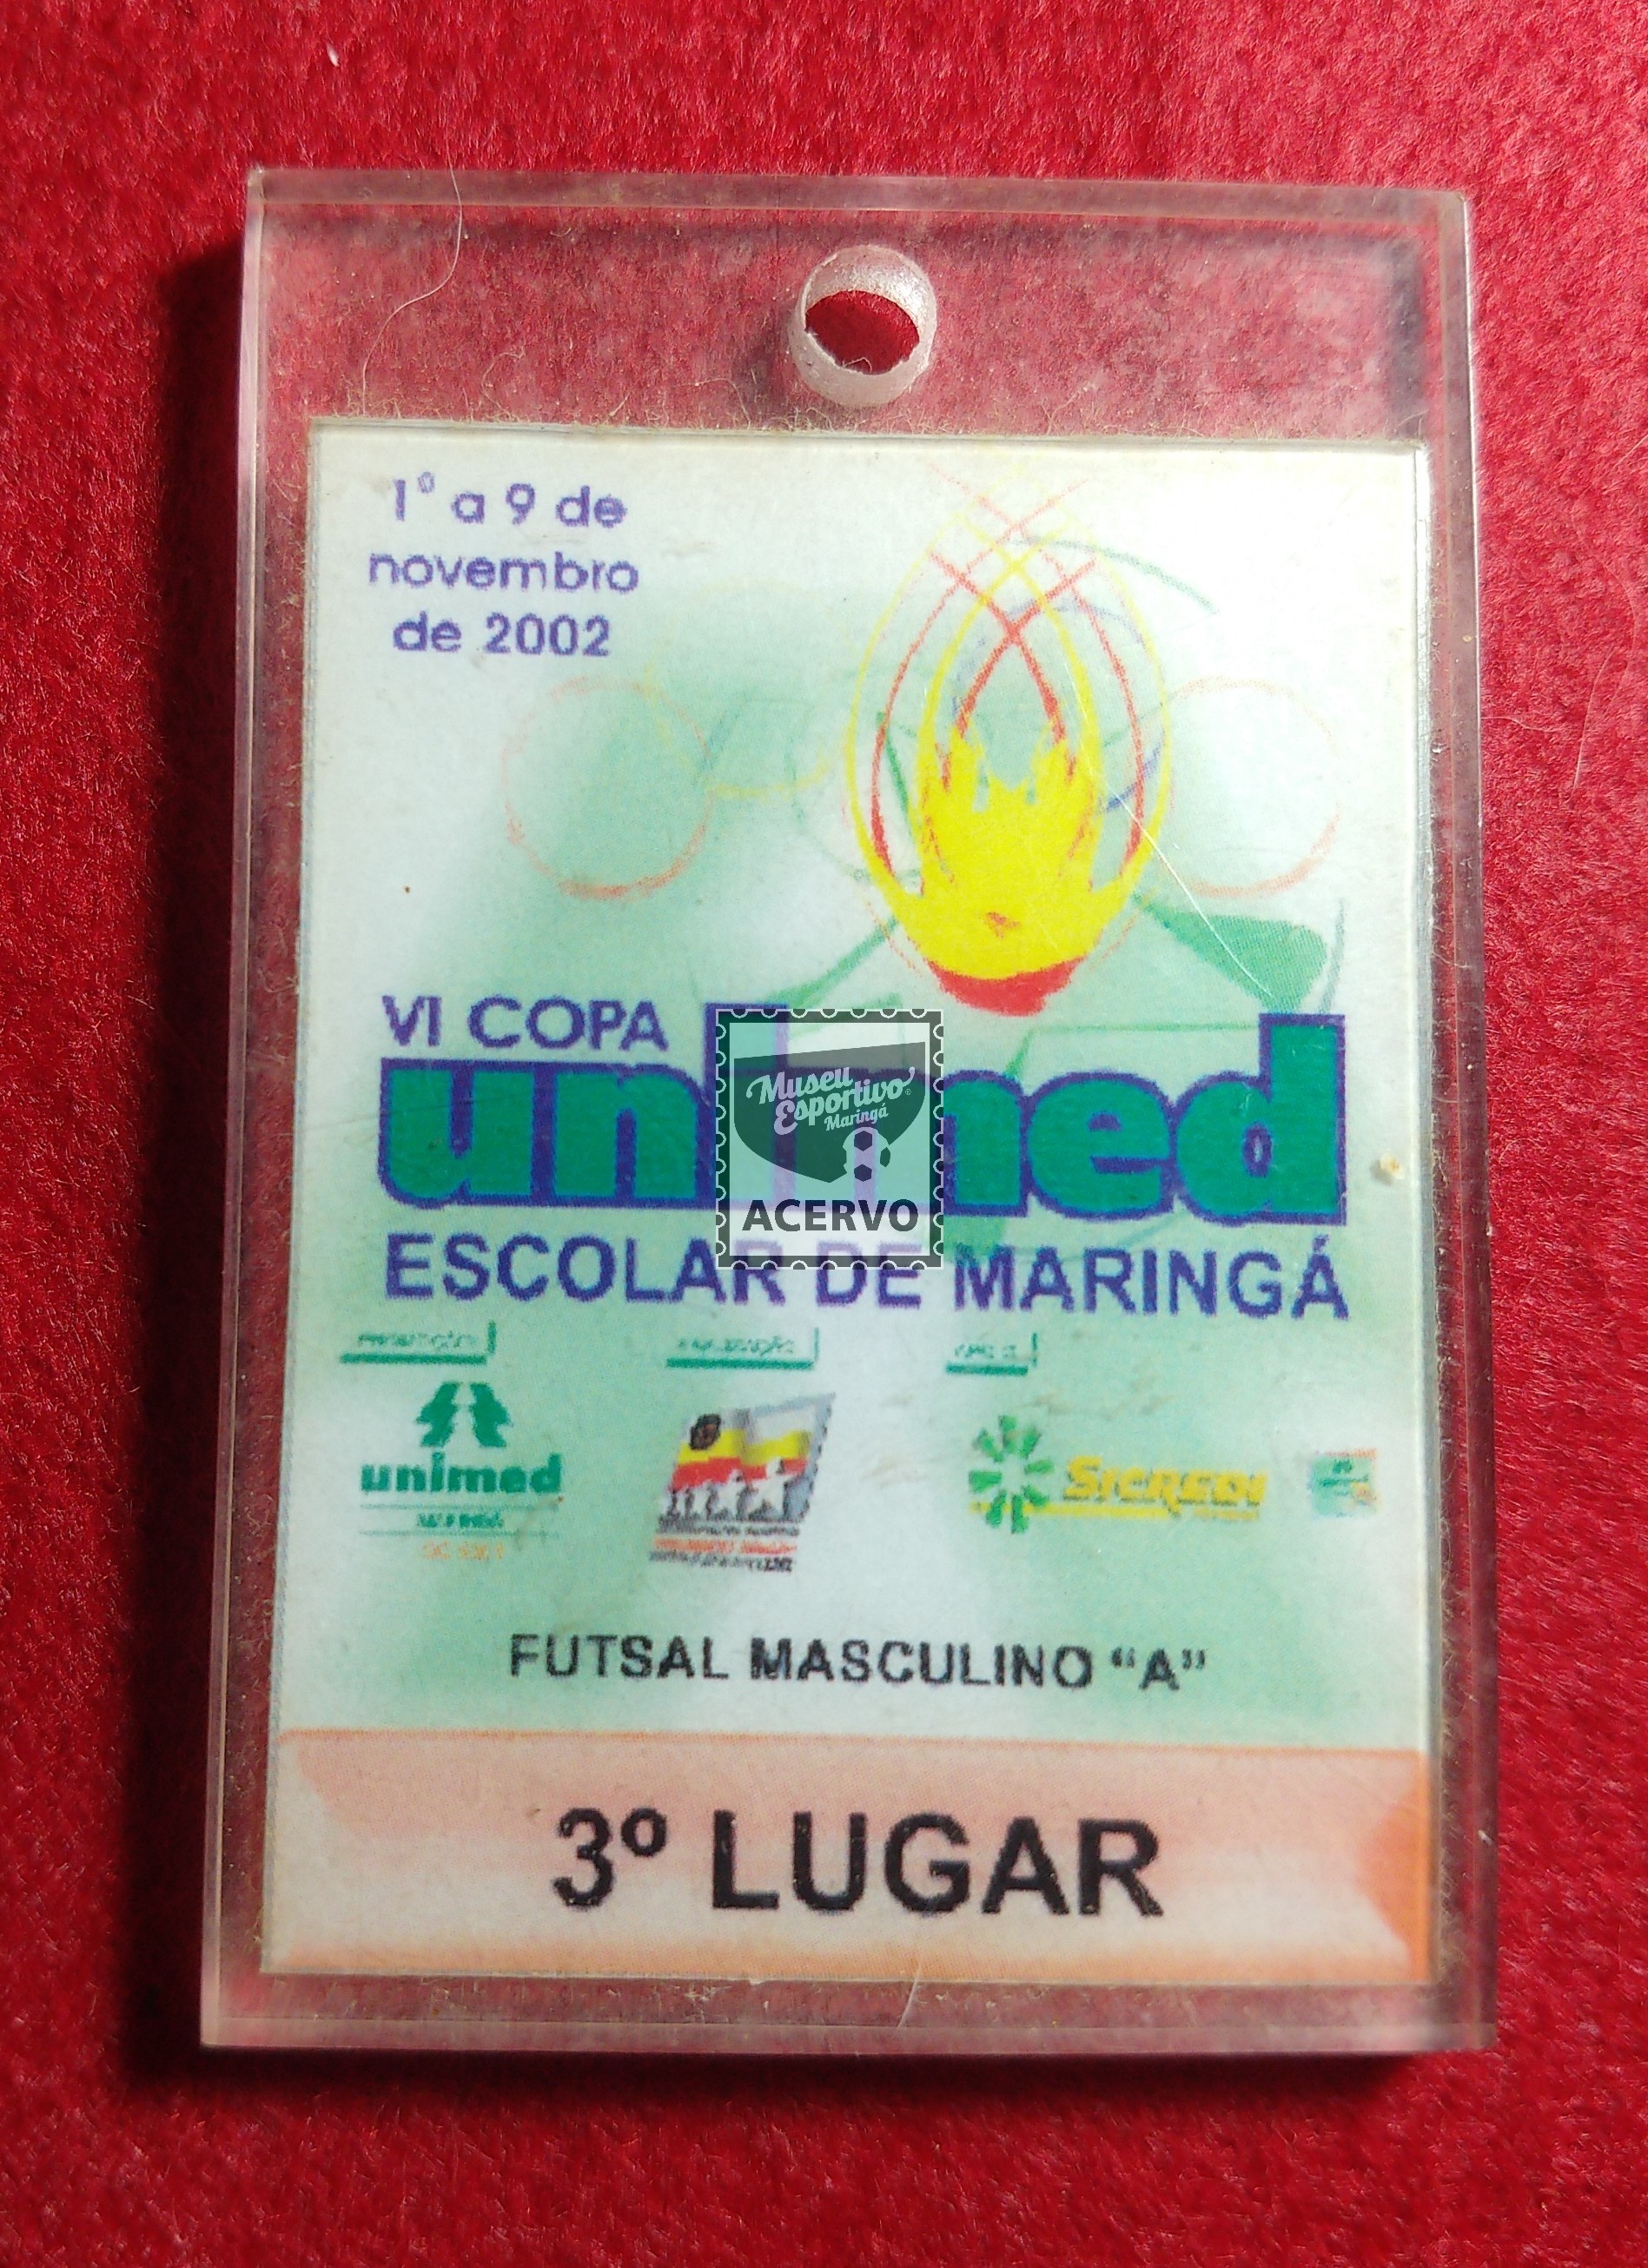 1º a 9 de
novembro
de 2002
VI COPA
unimed
ESCOLAR DE MARINGÁ
Museu
Esportivo
Maringá
ACERVO
unimed
SICREDI
FUTSAL MASCULINO “A”
3º LUGAR